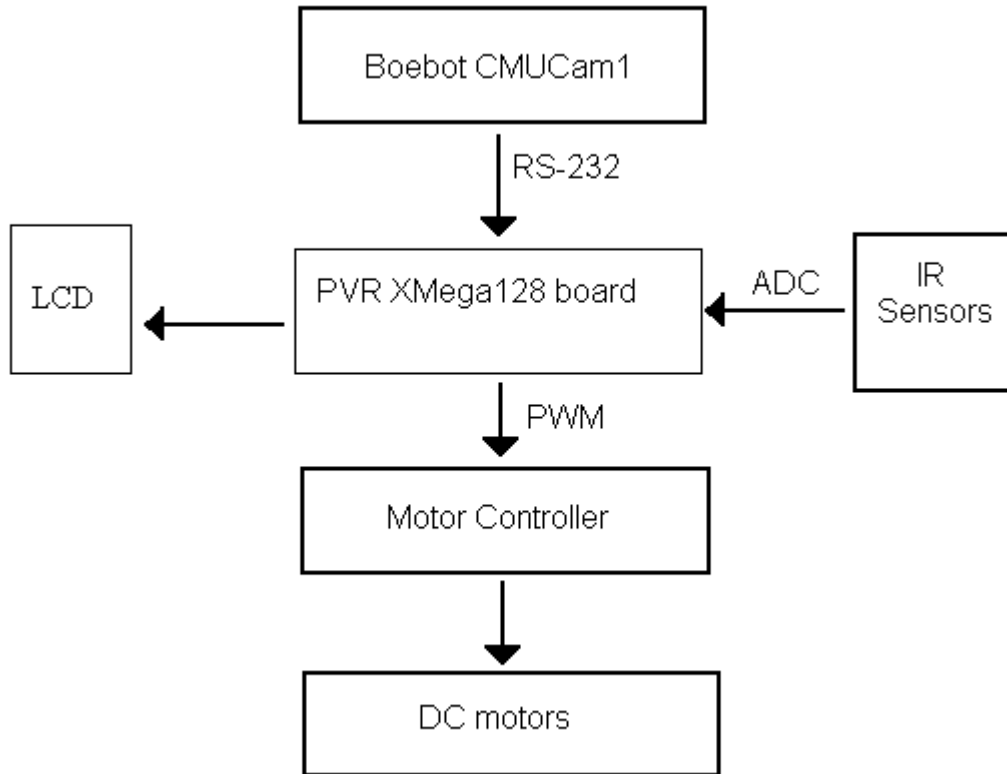 Boebot CMUCam1
RS-232
LCD
PVR XMega128 board
ADC
IR
Sensors
PWM
Motor Controller
DC motors